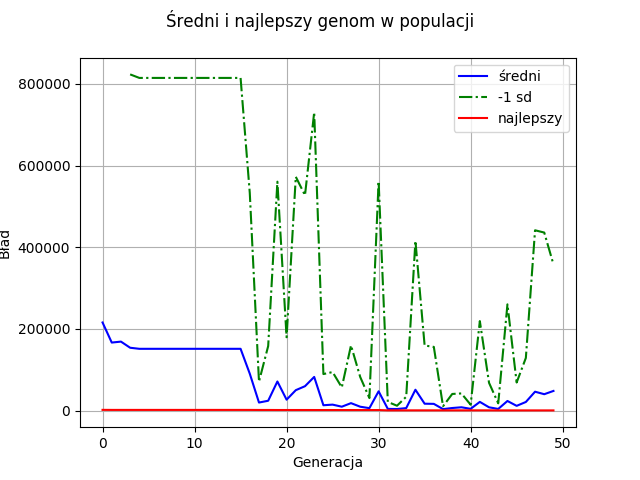 Średni i najlepszy genom w populacji
średni
-1 sd
najlepszy
800000
600000
400000
200000
0
Błąd
0 10 20 30 40 50
Generacja